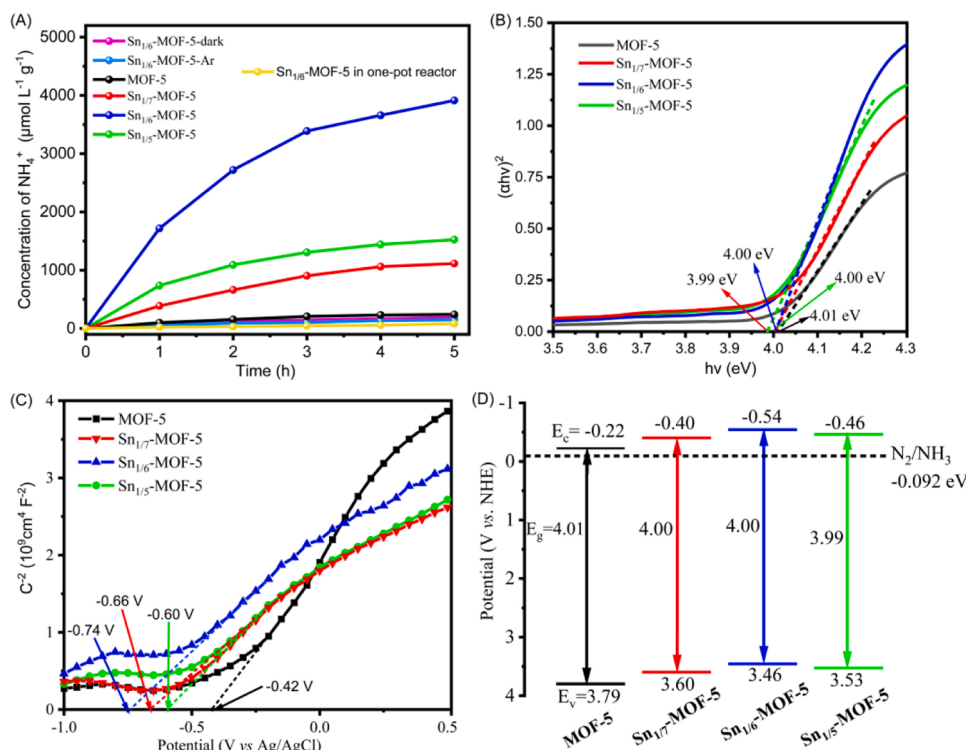 (A)
Concentration of NH₄⁺ (μmol L⁻¹ g⁻¹)
5000
4000
3000
2000
1000
0
Sn₁/₆-MOF-5-dark
Sn₁/₆-MOF-5-Ar
MOF-5
Sn₁/₇-MOF-5
Sn₁/₆-MOF-5
Sn₁/₅-MOF-5
Sn₁/₆-MOF-5 in one-pot reactor
0 1 2 3 4 5
Time (h)
(B)
(αhν)²
1.50
1.25
1.00
0.75
0.50
0.25
0.00
MOF-5
Sn₁/₇-MOF-5
Sn₁/₆-MOF-5
Sn₁/₅-MOF-5
4.00 eV
3.99 eV
4.00 eV
4.01 eV
3.5 3.6 3.7 3.8 3.9 4.0 4.1 4.2 4.3
hν (eV)
(C)
C⁻² (10⁹cm⁴ F⁻²)
4
3
2
1
0
MOF-5
Sn₁/₇-MOF-5
Sn₁/₆-MOF-5
Sn₁/₅-MOF-5
-0.66 V
-0.60 V
-0.74 V
-0.42 V
-1.0 -0.5 0.0 0.5
Potential (V vs Ag/AgCl)
(D)
Potential (V vs. NHE)
-1
0
1
2
3
4
E꜀= -0.22
-0.40
-0.54
-0.46
N₂/NH₃
-0.092 eV
E₉=4.01
4.00
4.00
3.99
Eᵥ=3.79
3.60
3.46
3.53
MOF-5
Sn₁/₇-MOF-5
Sn₁/₆-MOF-5
Sn₁/₅-MOF-5